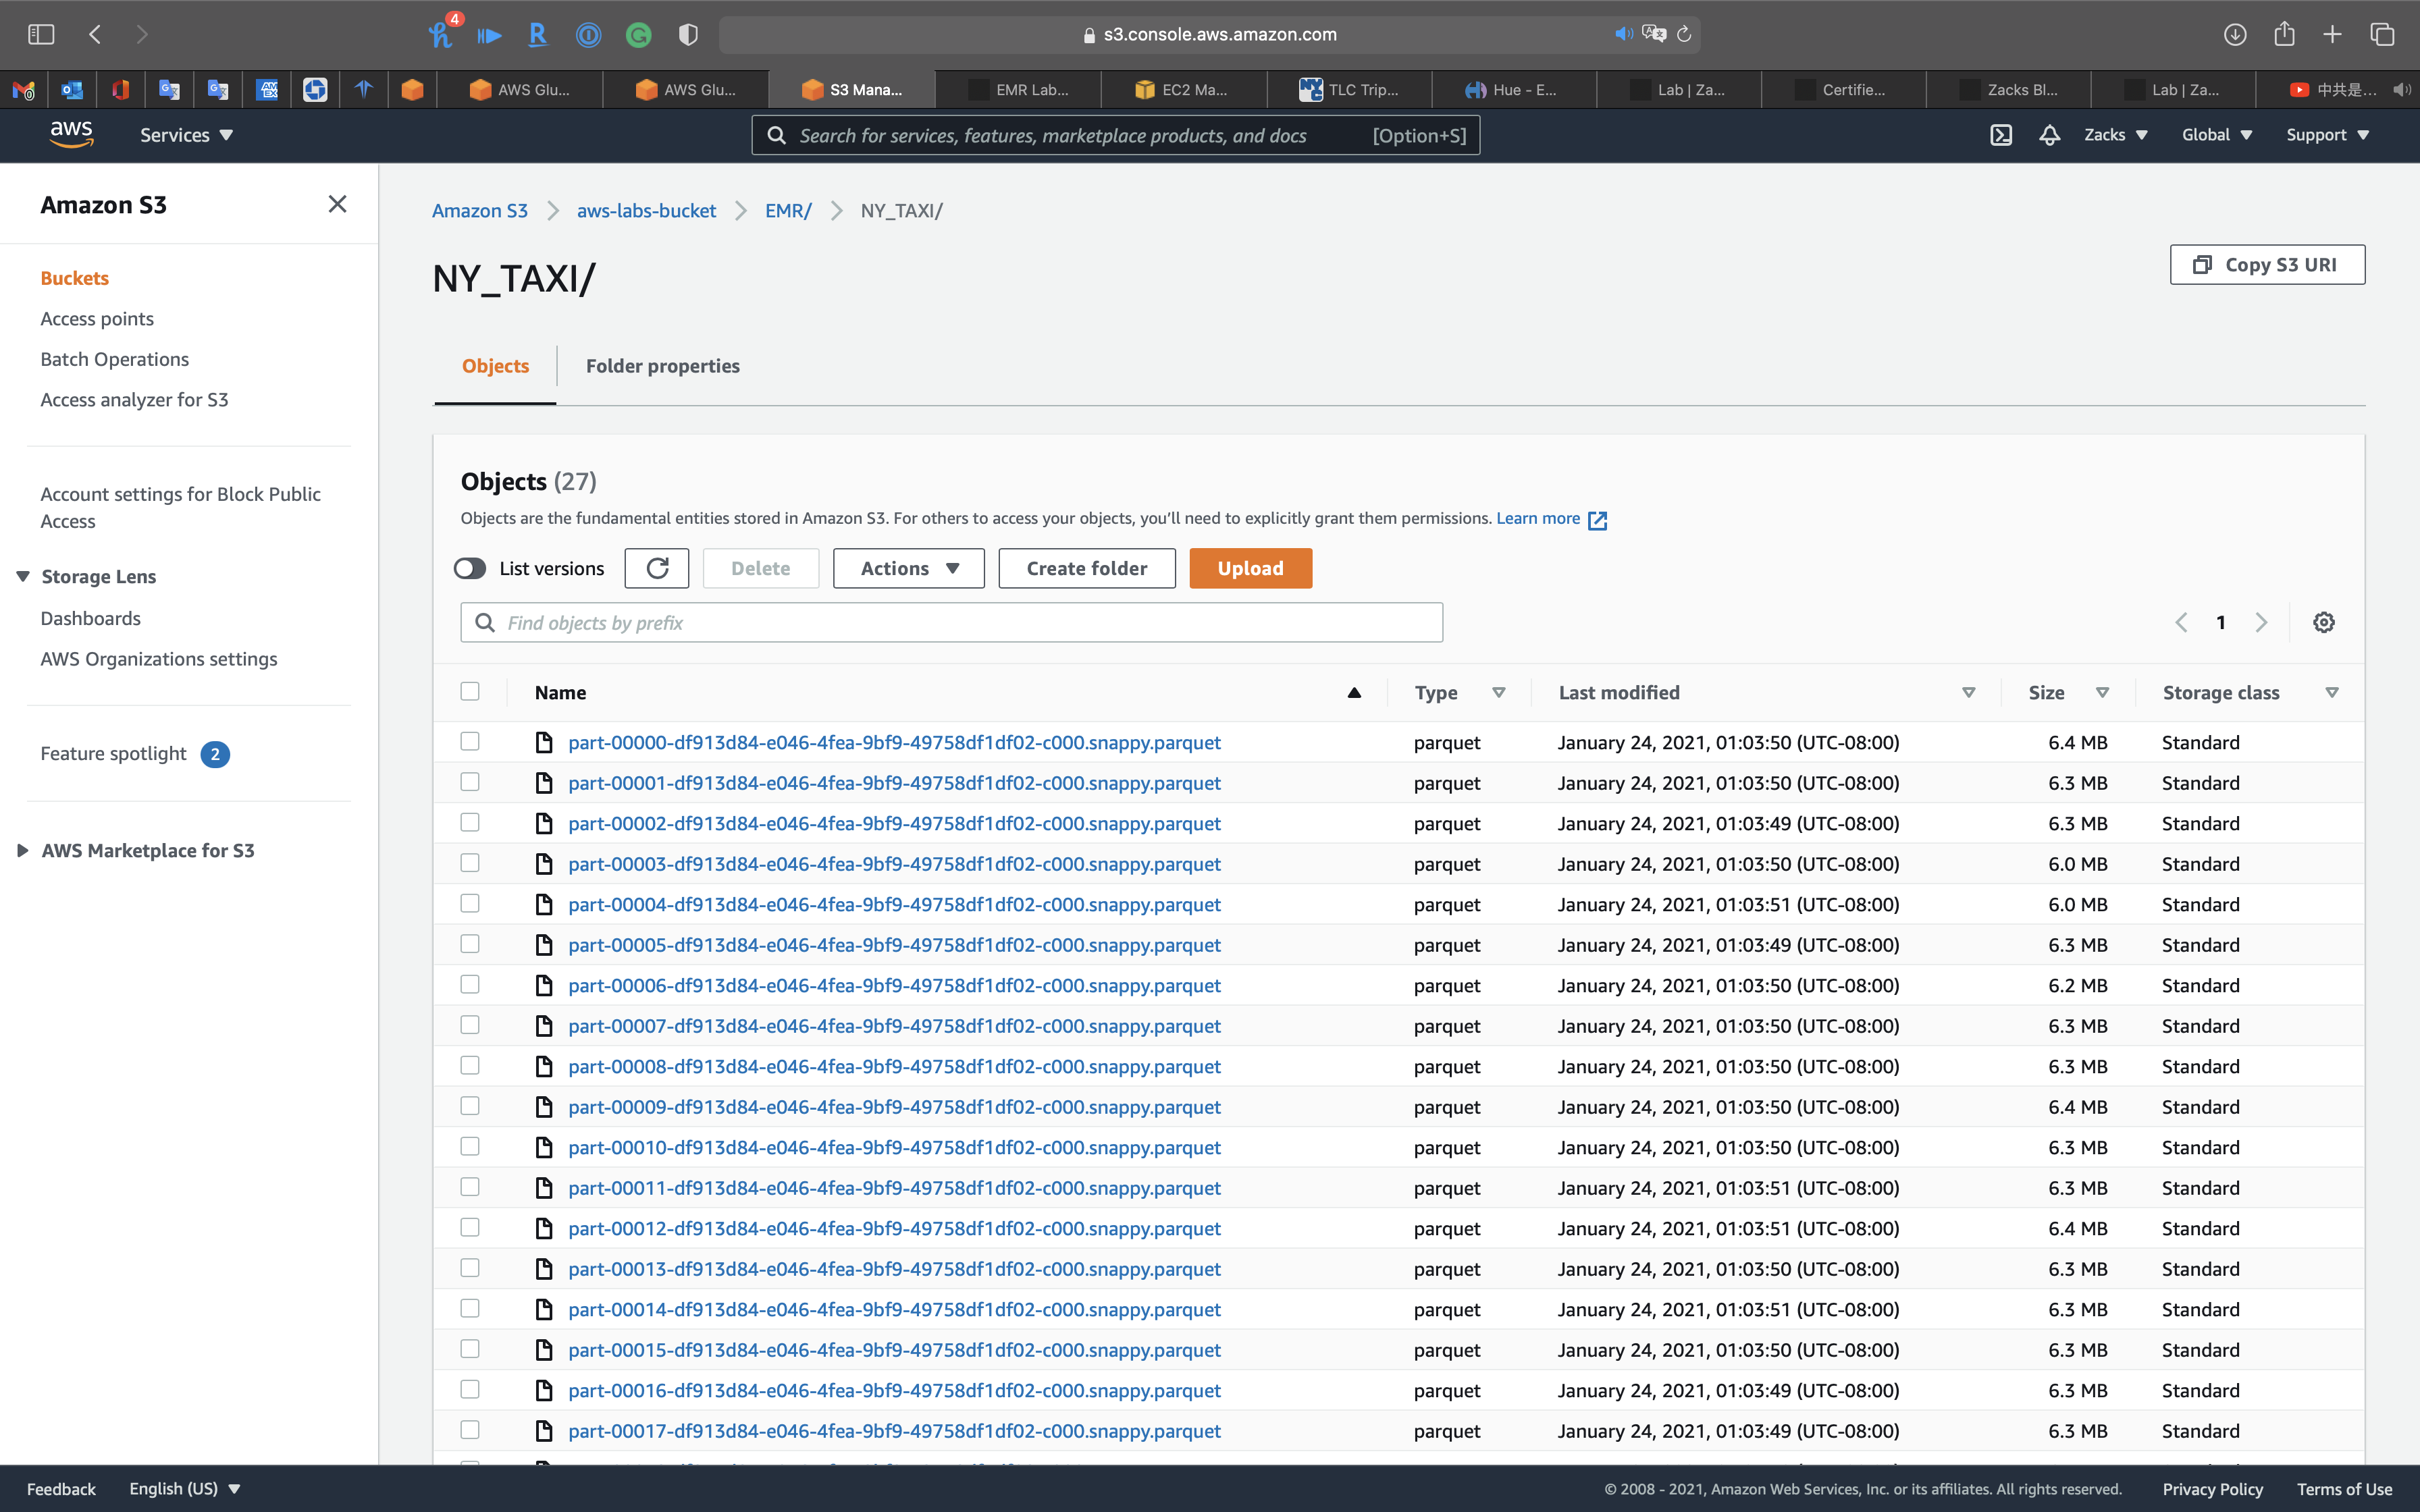 4
s3.console.aws.amazon.com
AWS Glu...
AWS Glu...
S3 Mana...
EMR Lab...
EC2 Ma...
TLC Trip...
Hue - E...
Lab | Za...
Certifie...
Zacks Bl...
Lab | Za...
中共是...
aws
Services
Search for services, features, marketplace products, and docs [Option+S]
Zacks
Global
Support
Amazon S3
Buckets
Access points
Batch Operations
Access analyzer for S3
Account settings for Block Public
Access
Storage Lens
Dashboards
AWS Organizations settings
Feature spotlight 2
AWS Marketplace for S3
Amazon S3 > aws-labs-bucket > EMR/ > NY_TAXI/
NY_TAXI/
Copy S3 URI
Objects
Folder properties
Objects (27)
Objects are the fundamental entities stored in Amazon S3. For others to access your objects, you’ll need to explicitly grant them permissions. Learn more
List versions Delete Actions Create folder Upload
Find objects by prefix
1
Name Type Last modified Size Storage class
part-00000-df913d84-e046-4fea-9bf9-49758df1df02-c000.snappy.parquet parquet January 24, 2021, 01:03:50 (UTC-08:00) 6.4 MB Standard
part-00001-df913d84-e046-4fea-9bf9-49758df1df02-c000.snappy.parquet parquet January 24, 2021, 01:03:50 (UTC-08:00) 6.3 MB Standard
part-00002-df913d84-e046-4fea-9bf9-49758df1df02-c000.snappy.parquet parquet January 24, 2021, 01:03:49 (UTC-08:00) 6.3 MB Standard
part-00003-df913d84-e046-4fea-9bf9-49758df1df02-c000.snappy.parquet parquet January 24, 2021, 01:03:50 (UTC-08:00) 6.0 MB Standard
part-00004-df913d84-e046-4fea-9bf9-49758df1df02-c000.snappy.parquet parquet January 24, 2021, 01:03:51 (UTC-08:00) 6.0 MB Standard
part-00005-df913d84-e046-4fea-9bf9-49758df1df02-c000.snappy.parquet parquet January 24, 2021, 01:03:49 (UTC-08:00) 6.3 MB Standard
part-00006-df913d84-e046-4fea-9bf9-49758df1df02-c000.snappy.parquet parquet January 24, 2021, 01:03:50 (UTC-08:00) 6.2 MB Standard
part-00007-df913d84-e046-4fea-9bf9-49758df1df02-c000.snappy.parquet parquet January 24, 2021, 01:03:50 (UTC-08:00) 6.3 MB Standard
part-00008-df913d84-e046-4fea-9bf9-49758df1df02-c000.snappy.parquet parquet January 24, 2021, 01:03:50 (UTC-08:00) 6.3 MB Standard
part-00009-df913d84-e046-4fea-9bf9-49758df1df02-c000.snappy.parquet parquet January 24, 2021, 01:03:50 (UTC-08:00) 6.4 MB Standard
part-00010-df913d84-e046-4fea-9bf9-49758df1df02-c000.snappy.parquet parquet January 24, 2021, 01:03:50 (UTC-08:00) 6.3 MB Standard
part-00011-df913d84-e046-4fea-9bf9-49758df1df02-c000.snappy.parquet parquet January 24, 2021, 01:03:51 (UTC-08:00) 6.3 MB Standard
part-00012-df913d84-e046-4fea-9bf9-49758df1df02-c000.snappy.parquet parquet January 24, 2021, 01:03:51 (UTC-08:00) 6.4 MB Standard
part-00013-df913d84-e046-4fea-9bf9-49758df1df02-c000.snappy.parquet parquet January 24, 2021, 01:03:50 (UTC-08:00) 6.3 MB Standard
part-00014-df913d84-e046-4fea-9bf9-49758df1df02-c000.snappy.parquet parquet January 24, 2021, 01:03:51 (UTC-08:00) 6.3 MB Standard
part-00015-df913d84-e046-4fea-9bf9-49758df1df02-c000.snappy.parquet parquet January 24, 2021, 01:03:50 (UTC-08:00) 6.3 MB Standard
part-00016-df913d84-e046-4fea-9bf9-49758df1df02-c000.snappy.parquet parquet January 24, 2021, 01:03:49 (UTC-08:00) 6.3 MB Standard
part-00017-df913d84-e046-4fea-9bf9-49758df1df02-c000.snappy.parquet parquet January 24, 2021, 01:03:49 (UTC-08:00) 6.3 MB Standard
Feedback
English (US)
© 2008 - 2021, Amazon Web Services, Inc. or its affiliates. All rights reserved.
Privacy Policy
Terms of Use